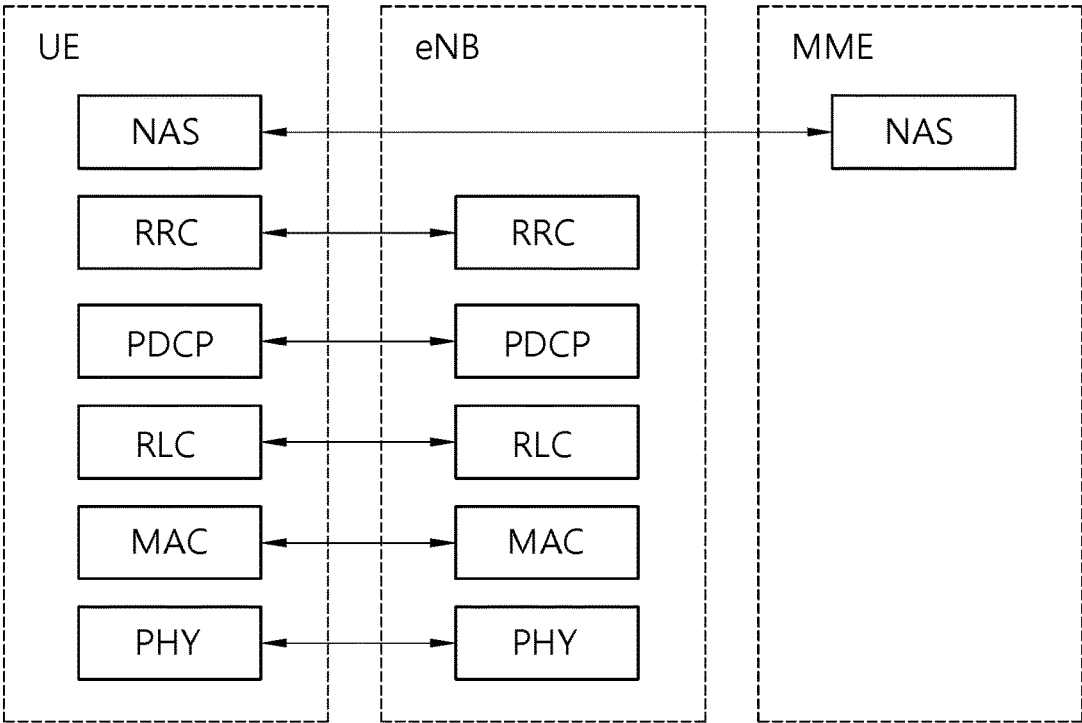 UE eNB MME
NAS NAS
RRC RRC
PDCP PDCP
RLC RLC
MAC MAC
PHY PHY